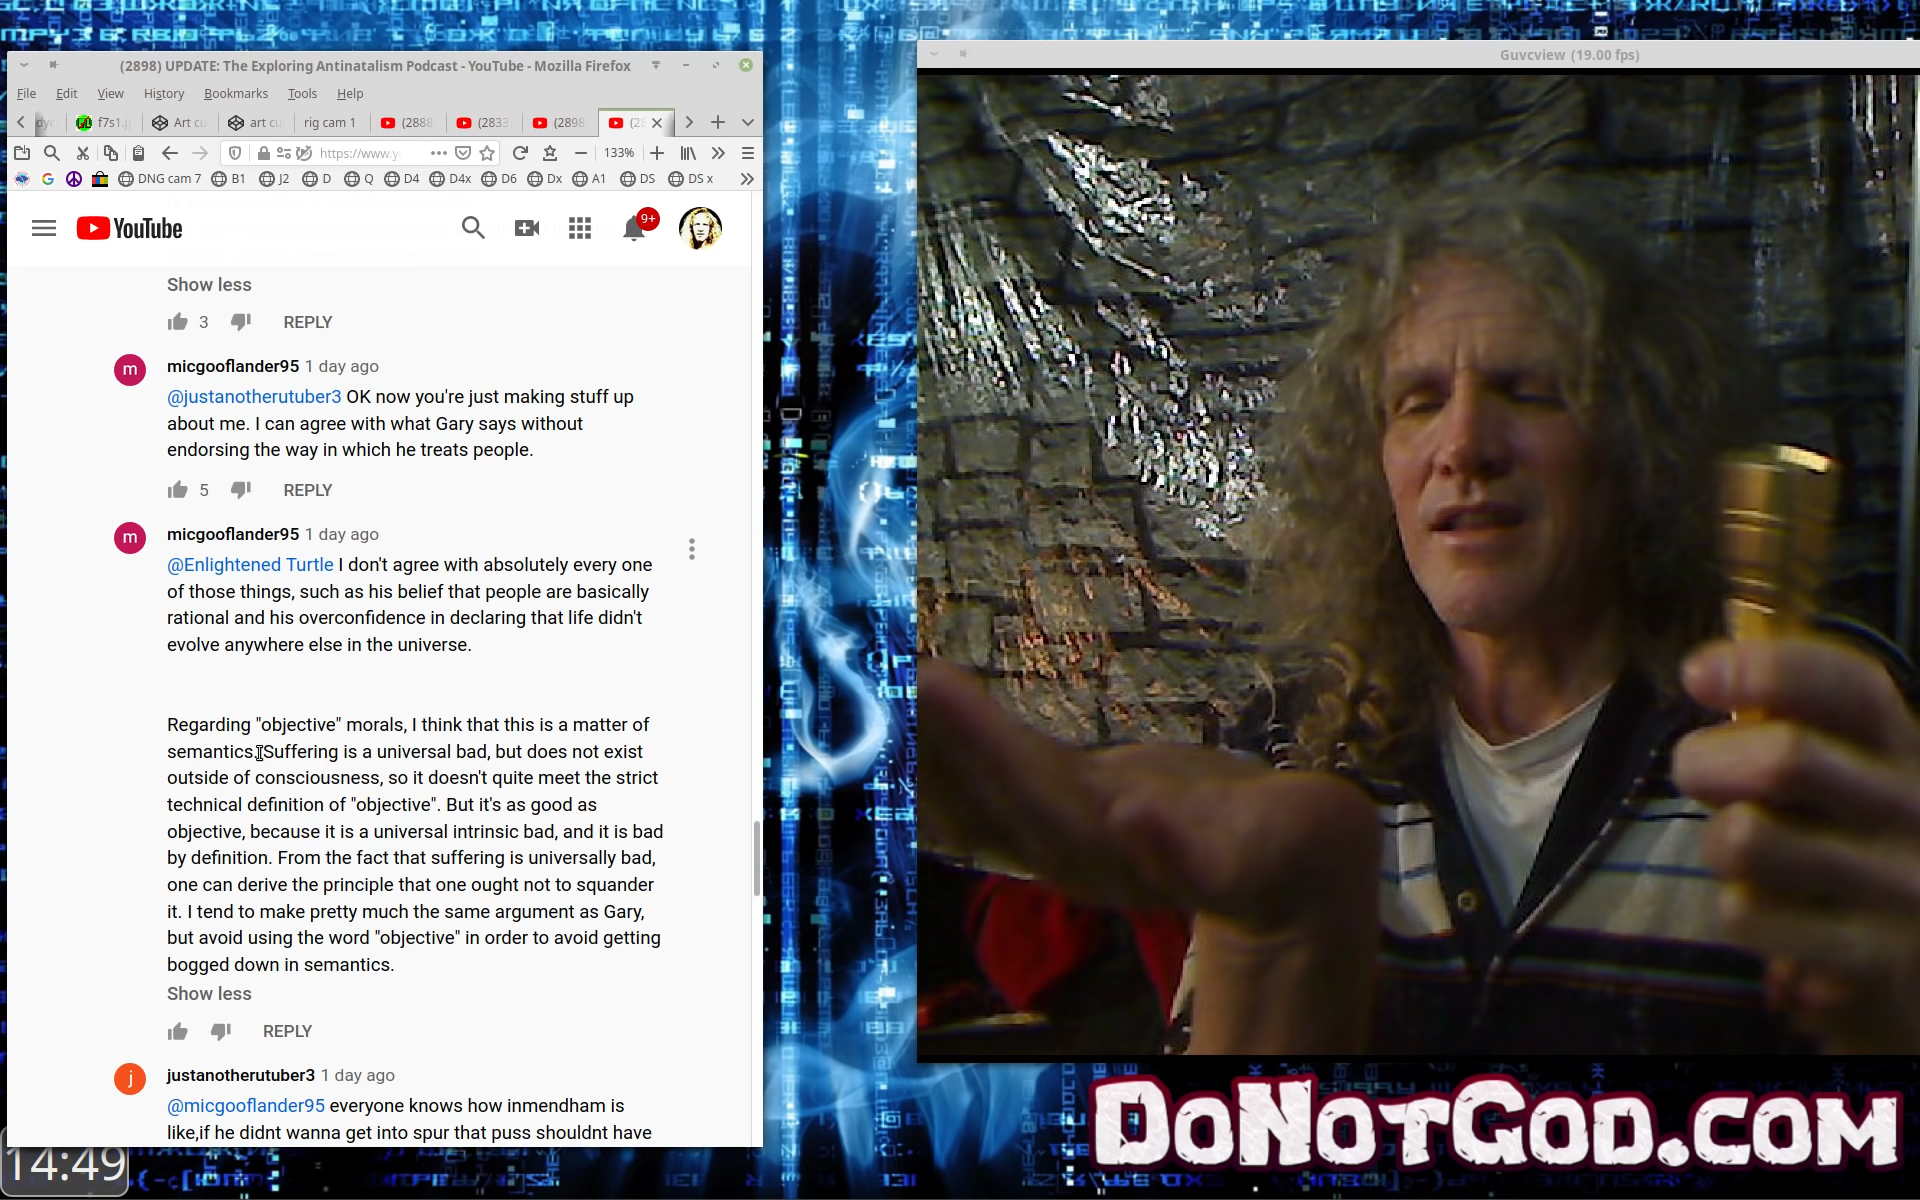 (2898) UPDATE: The Exploring Antinatalism Podcast - YouTube - Mozilla Firefox
File Edit View History Bookmarks Tools Help
f7s1.j Art cu art cu rig cam 1 (2888 (2833 (2898 (28
https://www.y 133%
DNG cam 7 B1 J2 D Q D4 D4x D6 Dx A1 DS DS x
YouTube 9+
Show less
3 REPLY
m micgooflander95 1 day ago
@justanotherutuber3 OK now you're just making stuff up
about me. I can agree with what Gary says without
endorsing the way in which he treats people.
5 REPLY
m micgooflander95 1 day ago
@Enlightened Turtle I don't agree with absolutely every one
of those things, such as his belief that people are basically
rational and his overconfidence in declaring that life didn't
evolve anywhere else in the universe.
Regarding "objective" morals, I think that this is a matter of
semantics. Suffering is a universal bad, but does not exist
outside of consciousness, so it doesn't quite meet the strict
technical definition of "objective". But it's as good as
objective, because it is a universal intrinsic bad, and it is bad
by definition. From the fact that suffering is universally bad,
one can derive the principle that one ought not to squander
it. I tend to make pretty much the same argument as Gary,
but avoid using the word "objective" in order to avoid getting
bogged down in semantics.
Show less
REPLY
j justanotherutuber3 1 day ago
@micgooflander95 everyone knows how inmendham is
like,if he didnt wanna get into spur that puss shouldnt have
14:49
Guvcview (19.00 fps)
DoNotGod.com